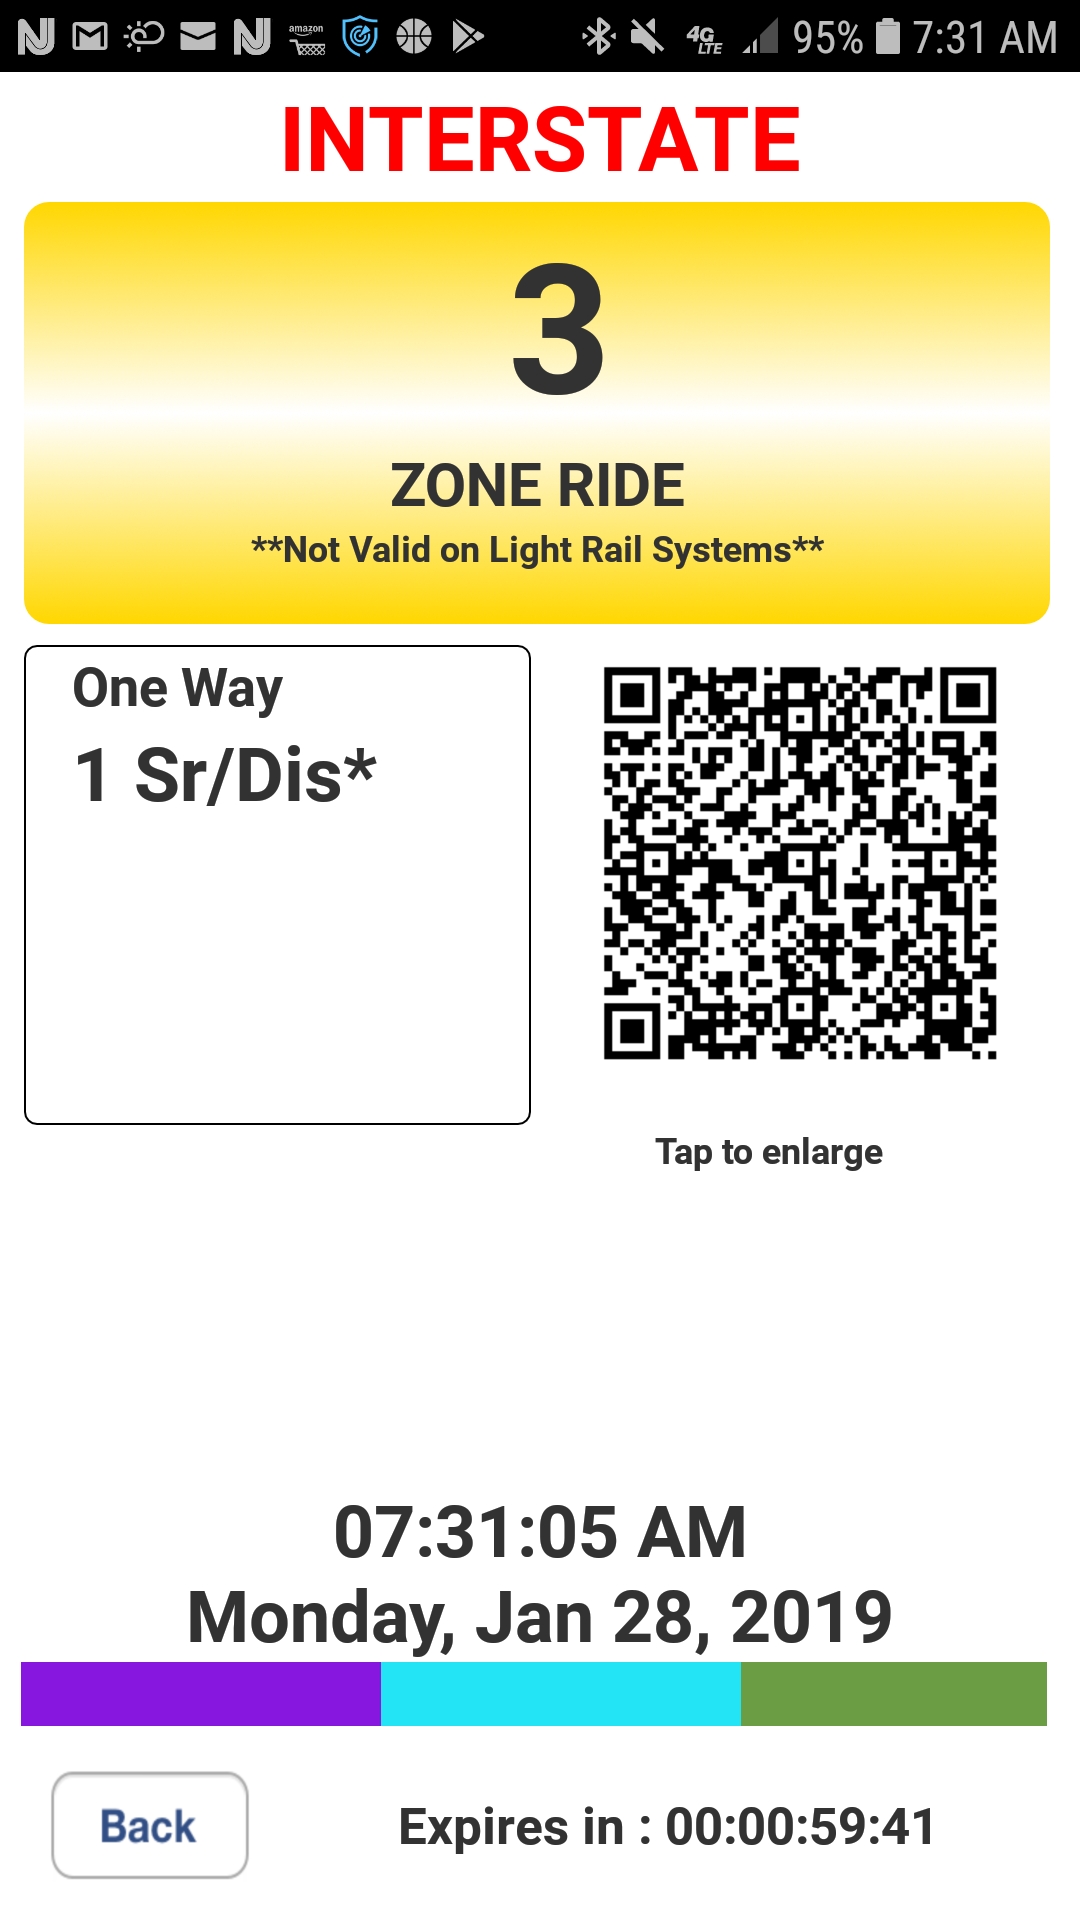 amazon
4G LTE 95% 7:31 AM
INTERSTATE
3
ZONE RIDE
**Not Valid on Light Rail Systems**
One Way
1 Sr/Dis*
Tap to enlarge
07:31:05 AM
Monday, Jan 28, 2019
Back
Expires in : 00:00:59:41